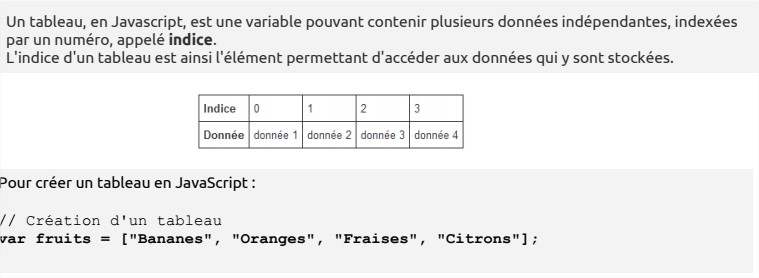 Un tableau, en Javascript, est une variable pouvant contenir plusieurs données indépendantes, indexées
par un numéro, appelé indice.
L'indice d'un tableau est ainsi l'élément permettant d'accéder aux données qui y sont stockées.
Indice 0 1 2 3
Donnée donnée 1 donnée 2 donnée 3 donnée 4
Pour créer un tableau en JavaScript :
// Création d'un tableau
var fruits = ["Bananes", "Oranges", "Fraises", "Citrons"];